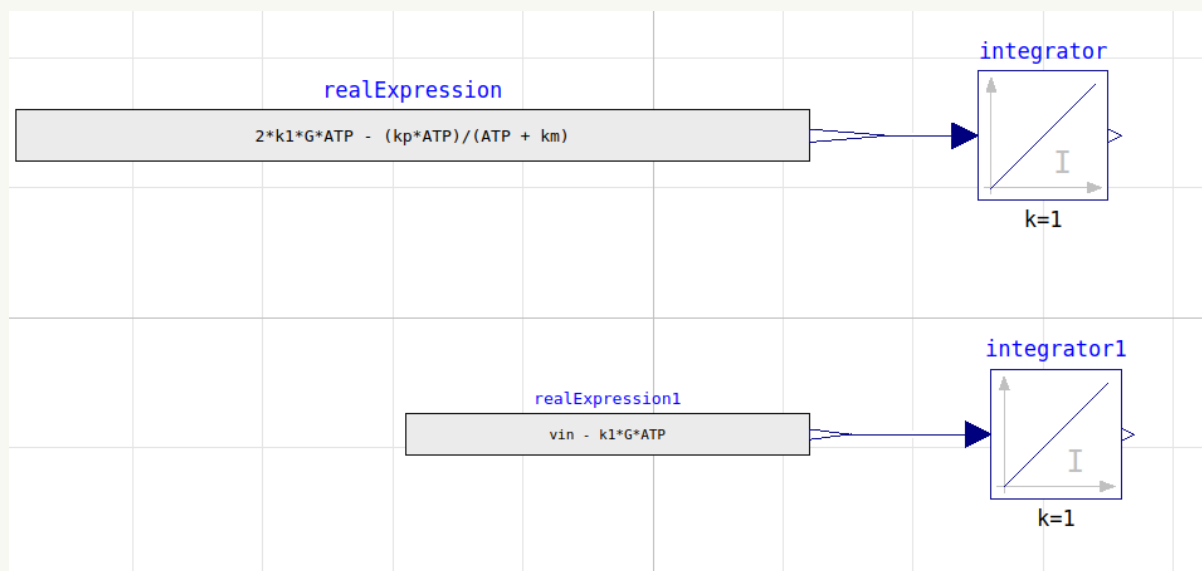 integrator
realExpression
2*k1*G*ATP - (kp*ATP)/(ATP + km)
I
k=1
integrator1
realExpression1
vin - k1*G*ATP
I
k=1